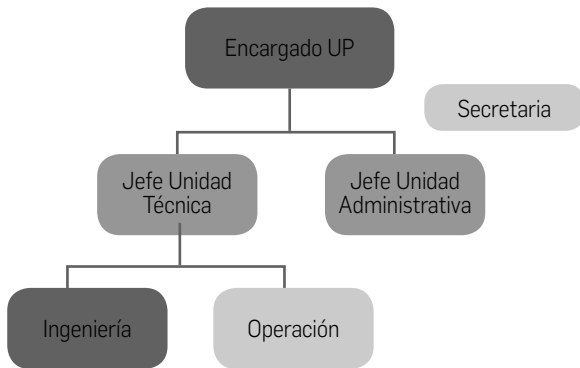 Encargado UP
Secretaria
Jefe Unidad
Técnica
Jefe Unidad
Administrativa
Ingeniería
Operación